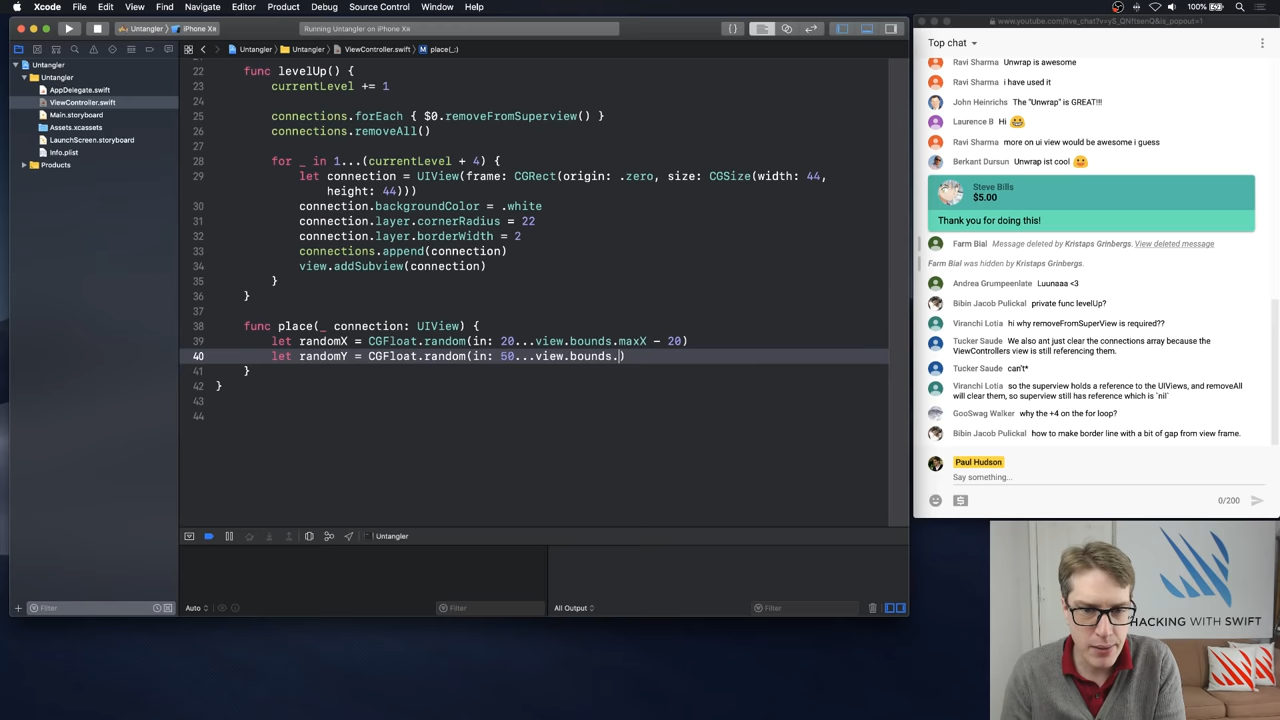 Xcode File Edit View Find Navigate Editor Product Debug Source Control Window Help
100%
Untangler
iPhone Xʀ
Running Untangler on iPhone Xʀ
{}
www.youtube.com/live_chat?v=yS_QNItsenQ&is_popout=1
Untangler
Untangler
ViewController.swift
M
place(_:)
Top chat
Untangler
Untangler
AppDelegate.swift
ViewController.swift
Main.storyboard
Assets.xcassets
LaunchScreen.storyboard
Info.plist
Products
22 func levelUp() {
23 currentLevel += 1
24
25 connections.forEach { $0.removeFromSuperview() }
26 connections.removeAll()
27
28 for _ in 1...(currentLevel + 4) {
29 let connection = UIView(frame: CGRect(origin: .zero, size: CGSize(width: 44,
height: 44)))
30 connection.backgroundColor = .white
31 connection.layer.cornerRadius = 22
32 connection.layer.borderWidth = 2
33 connections.append(connection)
34 view.addSubview(connection)
35 }
36 }
37
38 func place(_ connection: UIView) {
39 let randomX = CGFloat.random(in: 20...view.bounds.maxX - 20)
40 let randomY = CGFloat.random(in: 50...view.bounds.)
41 }
42 }
43
44
Ravi Sharma Unwrap is awesome
Ravi Sharma i have used it
John Heinrichs The "Unwrap" is GREAT!!!
Laurence B Hi
Ravi Sharma more on ui view would be awesome i guess
Berkant Dursun Unwrap ist cool
Steve Bills
$5.00
Thank you for doing this!
Farm Bial Message deleted by Kristaps Grinbergs. View deleted message
Farm Bial was hidden by Kristaps Grinbergs.
Andrea Grumpeenlate Luunaaa <3
Bibin Jacob Pulickal private func levelUp?
Viranchi Lotia hi why removeFromSuperView is required??
Tucker Saude We also ant just clear the connections array because the
ViewControllers view is still referencing them.
Tucker Saude can't*
Viranchi Lotia so the superview holds a reference to the UIViews, and removeAll
will clear them, so superview still has reference which is `nil`
GooSwag Walker why the +4 on the for loop?
Bibin Jacob Pulickal how to make border line with a bit of gap from view frame.
Paul Hudson
Say something...
0/200
Untangler
Filter
Auto
Filter
All Output
Filter
HACKING WITH SWIFT